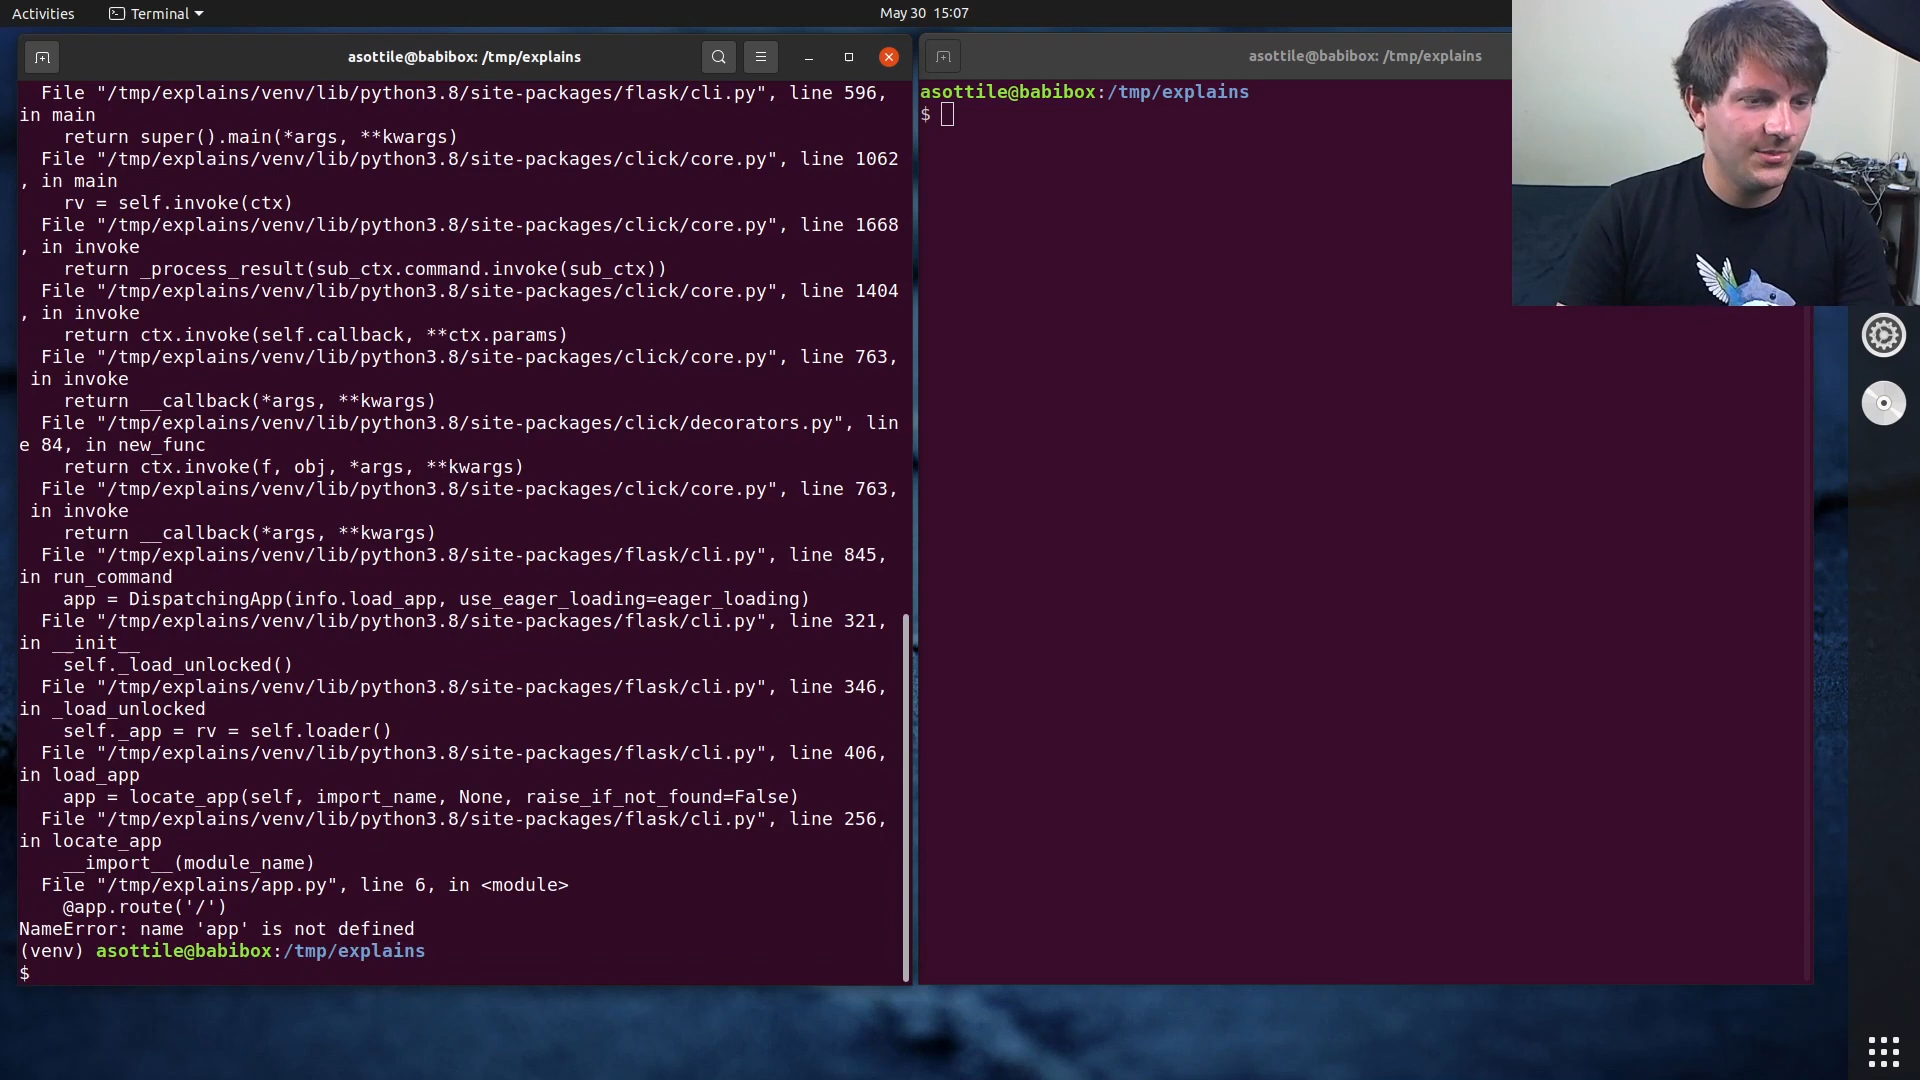 Activities
Terminal
May 30 15:07
asottile@babibox: /tmp/explains
File "/tmp/explains/venv/lib/python3.8/site-packages/flask/cli.py", line 596,
in main
return super().main(*args, **kwargs)
File "/tmp/explains/venv/lib/python3.8/site-packages/click/core.py", line 1062
, in main
rv = self.invoke(ctx)
File "/tmp/explains/venv/lib/python3.8/site-packages/click/core.py", line 1668
, in invoke
return _process_result(sub_ctx.command.invoke(sub_ctx))
File "/tmp/explains/venv/lib/python3.8/site-packages/click/core.py", line 1404
, in invoke
return ctx.invoke(self.callback, **ctx.params)
File "/tmp/explains/venv/lib/python3.8/site-packages/click/core.py", line 763,
in invoke
return __callback(*args, **kwargs)
File "/tmp/explains/venv/lib/python3.8/site-packages/click/decorators.py", lin
e 84, in new_func
return ctx.invoke(f, obj, *args, **kwargs)
File "/tmp/explains/venv/lib/python3.8/site-packages/click/core.py", line 763,
in invoke
return __callback(*args, **kwargs)
File "/tmp/explains/venv/lib/python3.8/site-packages/flask/cli.py", line 845,
in run_command
app = DispatchingApp(info.load_app, use_eager_loading=eager_loading)
File "/tmp/explains/venv/lib/python3.8/site-packages/flask/cli.py", line 321,
in __init__
self._load_unlocked()
File "/tmp/explains/venv/lib/python3.8/site-packages/flask/cli.py", line 346,
in _load_unlocked
self._app = rv = self.loader()
File "/tmp/explains/venv/lib/python3.8/site-packages/flask/cli.py", line 406,
in load_app
app = locate_app(self, import_name, None, raise_if_not_found=False)
File "/tmp/explains/venv/lib/python3.8/site-packages/flask/cli.py", line 256,
in locate_app
__import__(module_name)
File "/tmp/explains/app.py", line 6, in <module>
@app.route('/')
NameError: name 'app' is not defined
(venv) asottile@babibox:/tmp/explains
$
asottile@babibox: /tmp/explains
asottile@babibox:/tmp/explains
$